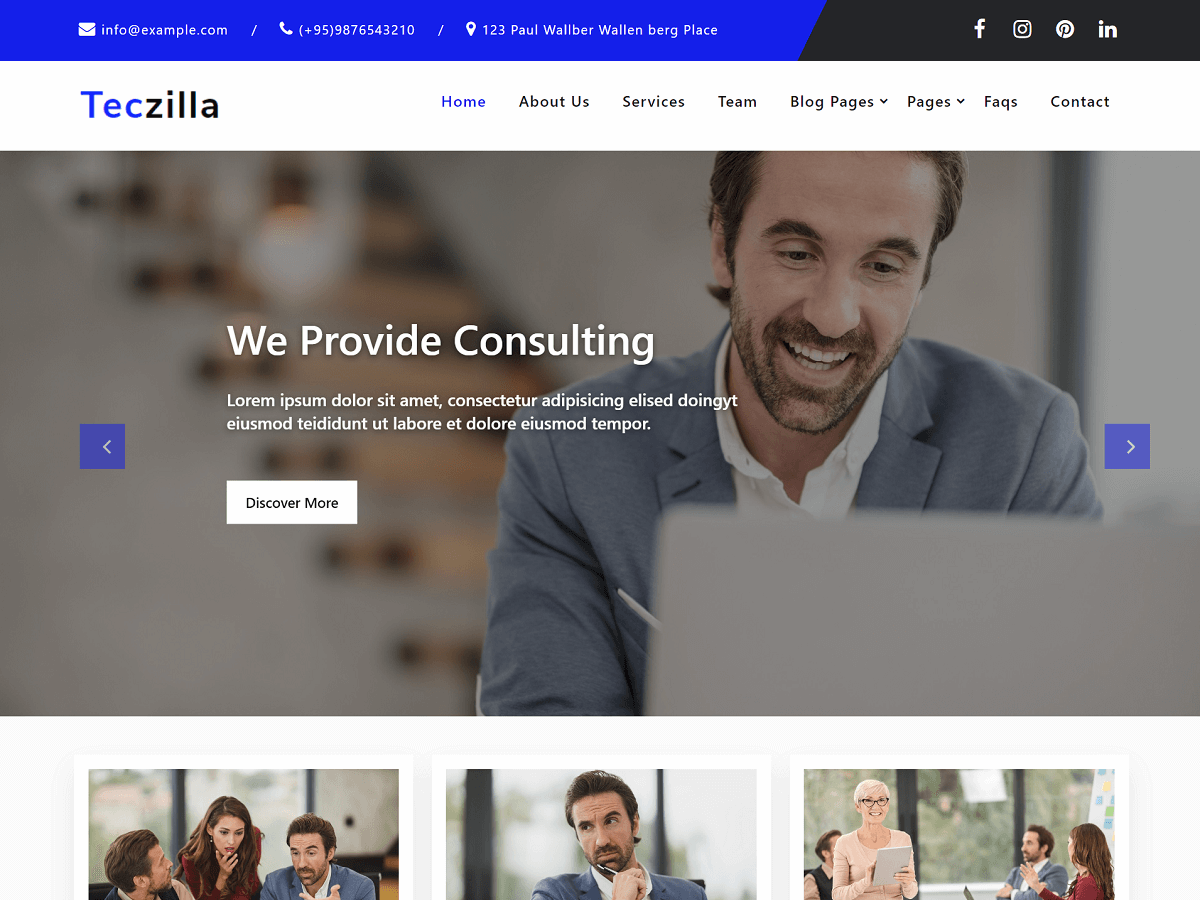 info@example.com / (+95)9876543210 / 123 Paul Wallber Wallen berg Place
Teczilla
Home About Us Services Team Blog Pages Pages Faqs Contact
We Provide Consulting
Lorem ipsum dolor sit amet, consectetur adipisicing elised doingyt
eiusmod teididunt ut labore et dolore eiusmod tempor.
Discover More